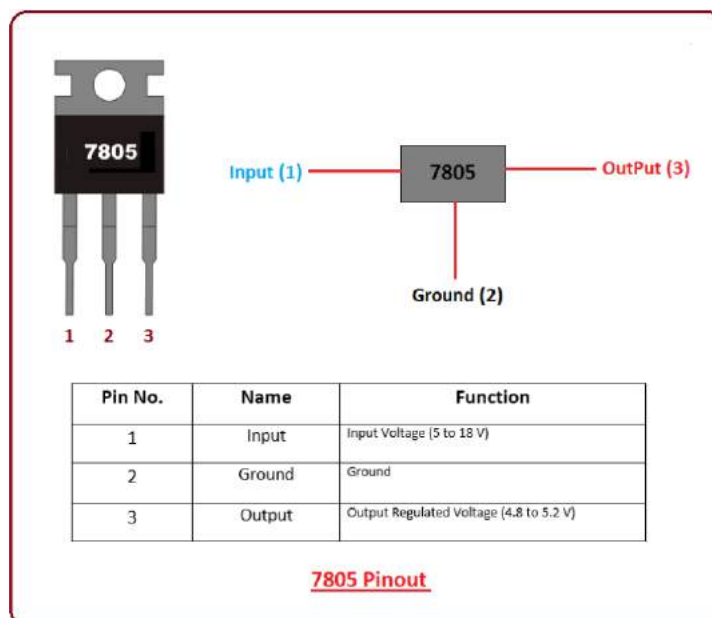 7805
1 2 3
Input (1)
7805
OutPut (3)
Ground (2)
Pin No. Name Function
1 Input Input Voltage (5 to 18 V)
2 Ground Ground
3 Output Output Regulated Voltage (4.8 to 5.2 V)
7805 Pinout